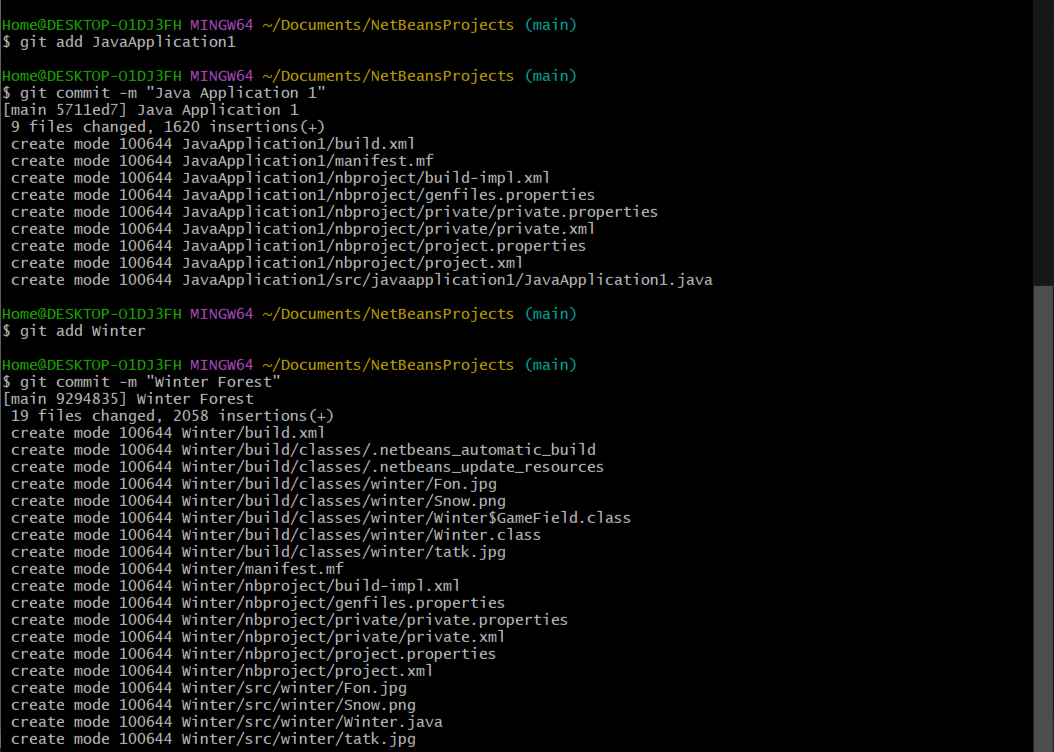 Home@DESKTOP-O1DJ3FH MINGW64 ~/Documents/NetBeansProjects (main)
$ git add JavaApplication1
Home@DESKTOP-O1DJ3FH MINGW64 ~/Documents/NetBeansProjects (main)
$ git commit -m "Java Application 1"
[main 5711ed7] Java Application 1
 9 files changed, 1620 insertions(+)
 create mode 100644 JavaApplication1/build.xml
 create mode 100644 JavaApplication1/manifest.mf
 create mode 100644 JavaApplication1/nbproject/build-impl.xml
 create mode 100644 JavaApplication1/nbproject/genfiles.properties
 create mode 100644 JavaApplication1/nbproject/private/private.properties
 create mode 100644 JavaApplication1/nbproject/private/private.xml
 create mode 100644 JavaApplication1/nbproject/project.properties
 create mode 100644 JavaApplication1/nbproject/project.xml
 create mode 100644 JavaApplication1/src/javaapplication1/JavaApplication1.java
Home@DESKTOP-O1DJ3FH MINGW64 ~/Documents/NetBeansProjects (main)
$ git add Winter
Home@DESKTOP-O1DJ3FH MINGW64 ~/Documents/NetBeansProjects (main)
$ git commit -m "Winter Forest"
[main 9294835] Winter Forest
 19 files changed, 2058 insertions(+)
 create mode 100644 Winter/build.xml
 create mode 100644 Winter/build/classes/.netbeans_automatic_build
 create mode 100644 Winter/build/classes/.netbeans_update_resources
 create mode 100644 Winter/build/classes/winter/Fon.jpg
 create mode 100644 Winter/build/classes/winter/Snow.png
 create mode 100644 Winter/build/classes/winter/Winter$GameField.class
 create mode 100644 Winter/build/classes/winter/Winter.class
 create mode 100644 Winter/build/classes/winter/tatk.jpg
 create mode 100644 Winter/manifest.mf
 create mode 100644 Winter/nbproject/build-impl.xml
 create mode 100644 Winter/nbproject/genfiles.properties
 create mode 100644 Winter/nbproject/private/private.properties
 create mode 100644 Winter/nbproject/private/private.xml
 create mode 100644 Winter/nbproject/project.properties
 create mode 100644 Winter/nbproject/project.xml
 create mode 100644 Winter/src/winter/Fon.jpg
 create mode 100644 Winter/src/winter/Snow.png
 create mode 100644 Winter/src/winter/Winter.java
 create mode 100644 Winter/src/winter/tatk.jpg